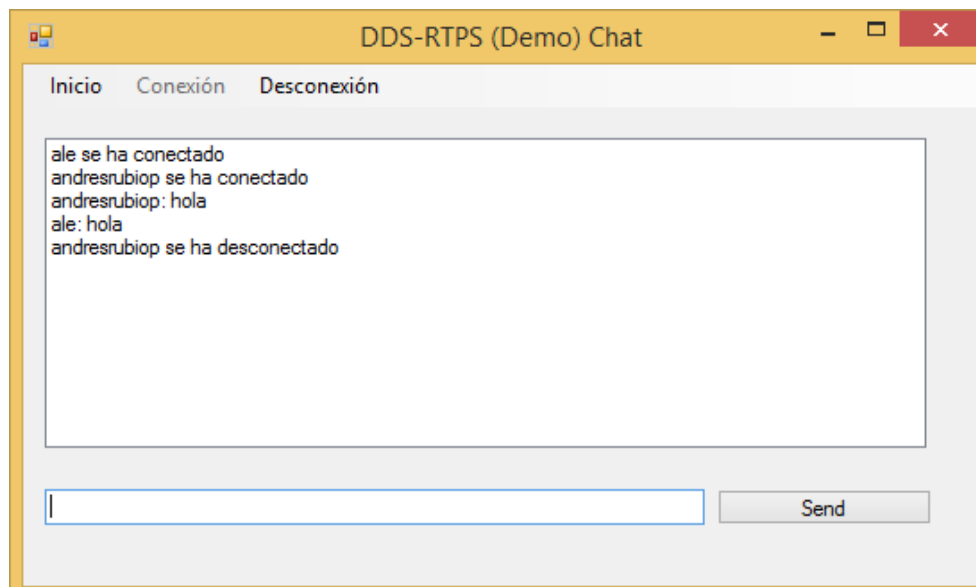 DDS-RTPS (Demo) Chat
Inicio Conexión Desconexión
ale se ha conectado
andresrubiop se ha conectado
andresrubiop: hola
ale: hola
andresrubiop se ha desconectado
Send